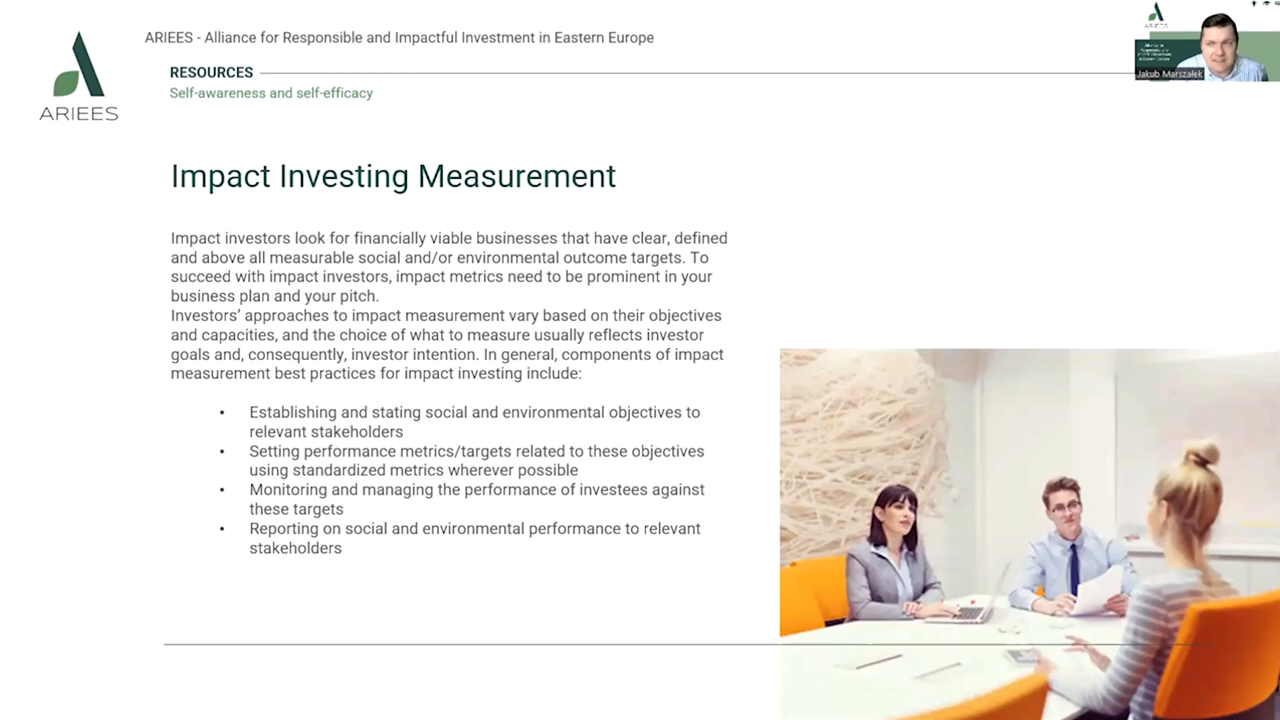 ARIEES - Alliance for Responsible and Impactful Investment in Eastern Europe
RESOURCES
Self-awareness and self-efficacy
ARIEES
Jakub Marszałek
Impact Investing Measurement
Impact investors look for financially viable businesses that have clear, defined
and above all measurable social and/or environmental outcome targets. To
succeed with impact investors, impact metrics need to be prominent in your
business plan and your pitch.
Investors’ approaches to impact measurement vary based on their objectives
and capacities, and the choice of what to measure usually reflects investor
goals and, consequently, investor intention. In general, components of impact
measurement best practices for impact investing include:
• Establishing and stating social and environmental objectives to
relevant stakeholders
• Setting performance metrics/targets related to these objectives
using standardized metrics wherever possible
• Monitoring and managing the performance of investees against
these targets
• Reporting on social and environmental performance to relevant
stakeholders